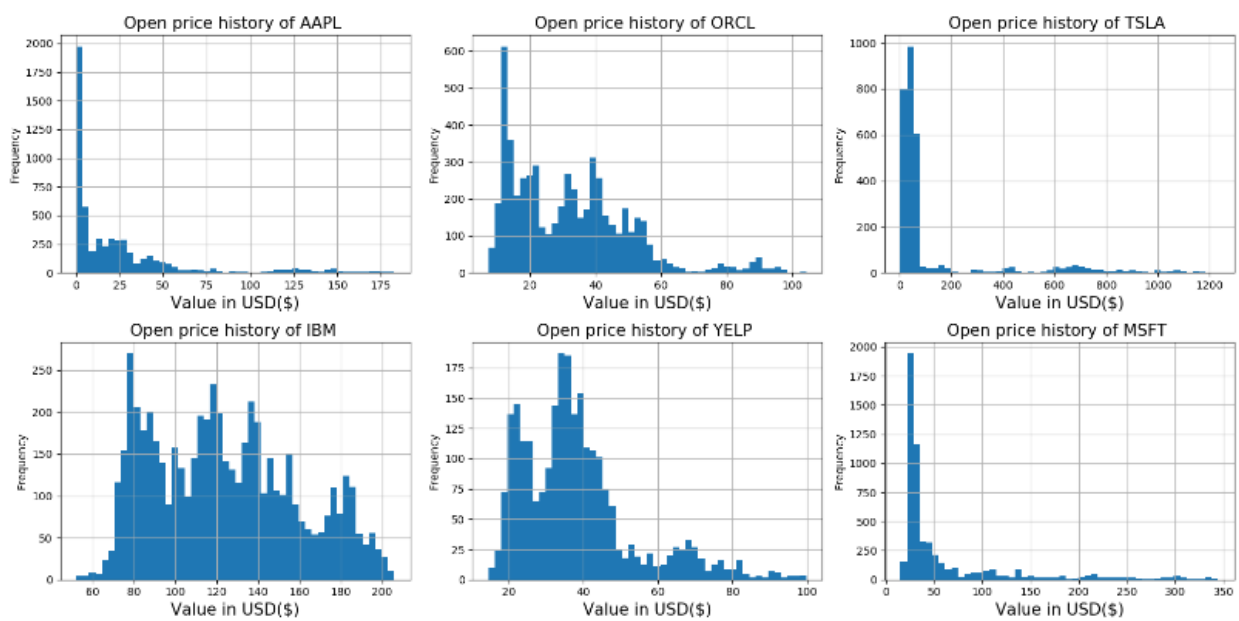 Open price history of AAPL
2000
1750
1500
1250
1000
750
500
250
0
Frequency
0 25 50 75 100 125 150 175
Value in USD($)
Open price history of ORCL
600
500
400
300
200
100
0
Frequency
20 40 60 80 100
Value in USD($)
Open price history of TSLA
1000
800
600
400
200
0
Frequency
0 200 400 600 800 1000 1200
Value in USD($)
Open price history of IBM
250
200
150
100
50
0
Frequency
60 80 100 120 140 160 180 200
Value in USD($)
Open price history of YELP
175
150
125
100
75
50
25
0
Frequency
20 40 60 80 100
Value in USD($)
Open price history of MSFT
2000
1750
1500
1250
1000
750
500
250
0
Frequency
0 50 100 150 200 250 300 350
Value in USD($)